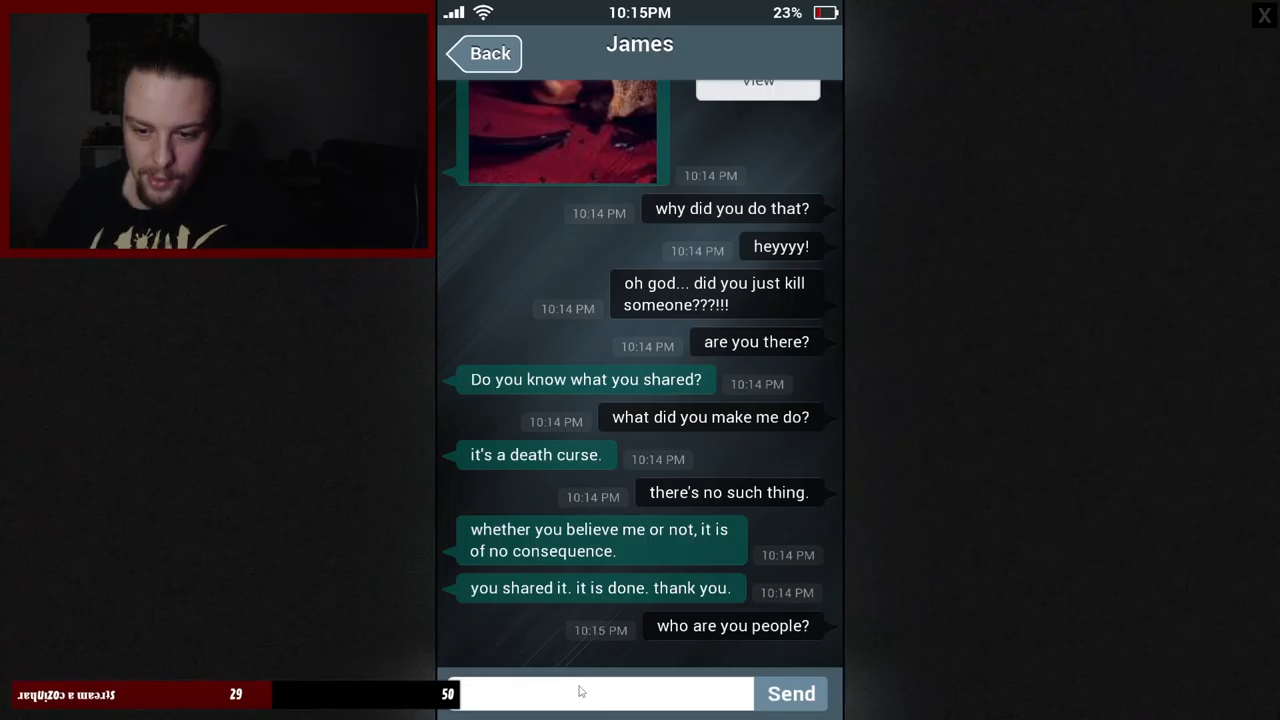 10:15PM
23%
X
Back
James
View
10:14 PM
why did you do that?
10:14 PM
heyyyy!
10:14 PM
oh god... did you just kill
someone???!!!
10:14 PM
are you there?
10:14 PM
Do you know what you shared?
10:14 PM
what did you make me do?
10:14 PM
it's a death curse.
10:14 PM
there's no such thing.
10:14 PM
whether you believe me or not, it is
of no consequence.
10:14 PM
you shared it. it is done. thank you.
10:14 PM
who are you people?
10:15 PM
Send
29
50